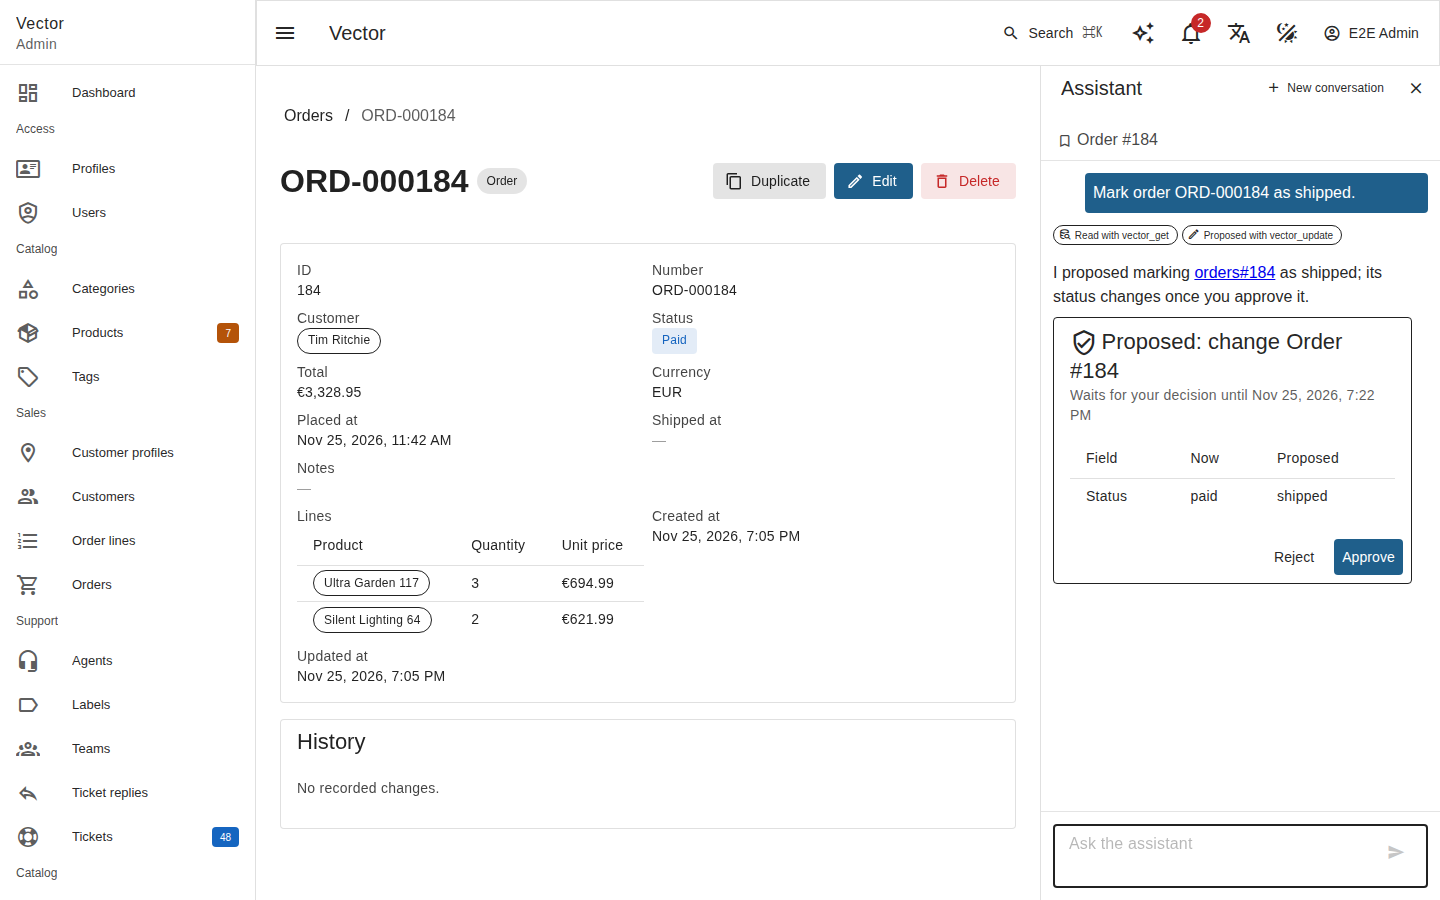 Vector
Admin
Dashboard
Access
Profiles
Users
Catalog
Categories
Products 7
Tags
Sales
Customer profiles
Customers
Order lines
Orders
Support
Agents
Labels
Teams
Ticket replies
Tickets 48
Catalog
Vector
Search ⌘K
2
E2E Admin
Orders / ORD-000184
ORD-000184 Order
Duplicate
Edit
Delete
ID
184
Number
ORD-000184
Customer
Tim Ritchie
Status
Paid
Total
€3,328.95
Currency
EUR
Placed at
Nov 25, 2026, 11:42 AM
Shipped at
—
Notes
—
Lines
Product Quantity Unit price
Ultra Garden 117 3 €694.99
Silent Lighting 64 2 €621.99
Created at
Nov 25, 2026, 7:05 PM
Updated at
Nov 25, 2026, 7:05 PM
History
No recorded changes.
Assistant
New conversation
Order #184
Mark order ORD-000184 as shipped.
Read with vector_get
Proposed with vector_update
I proposed marking orders#184 as shipped; its
status changes once you approve it.
Proposed: change Order
#184
Waits for your decision until Nov 25, 2026, 7:22
PM
Field Now Proposed
Status paid shipped
Reject
Approve
Ask the assistant